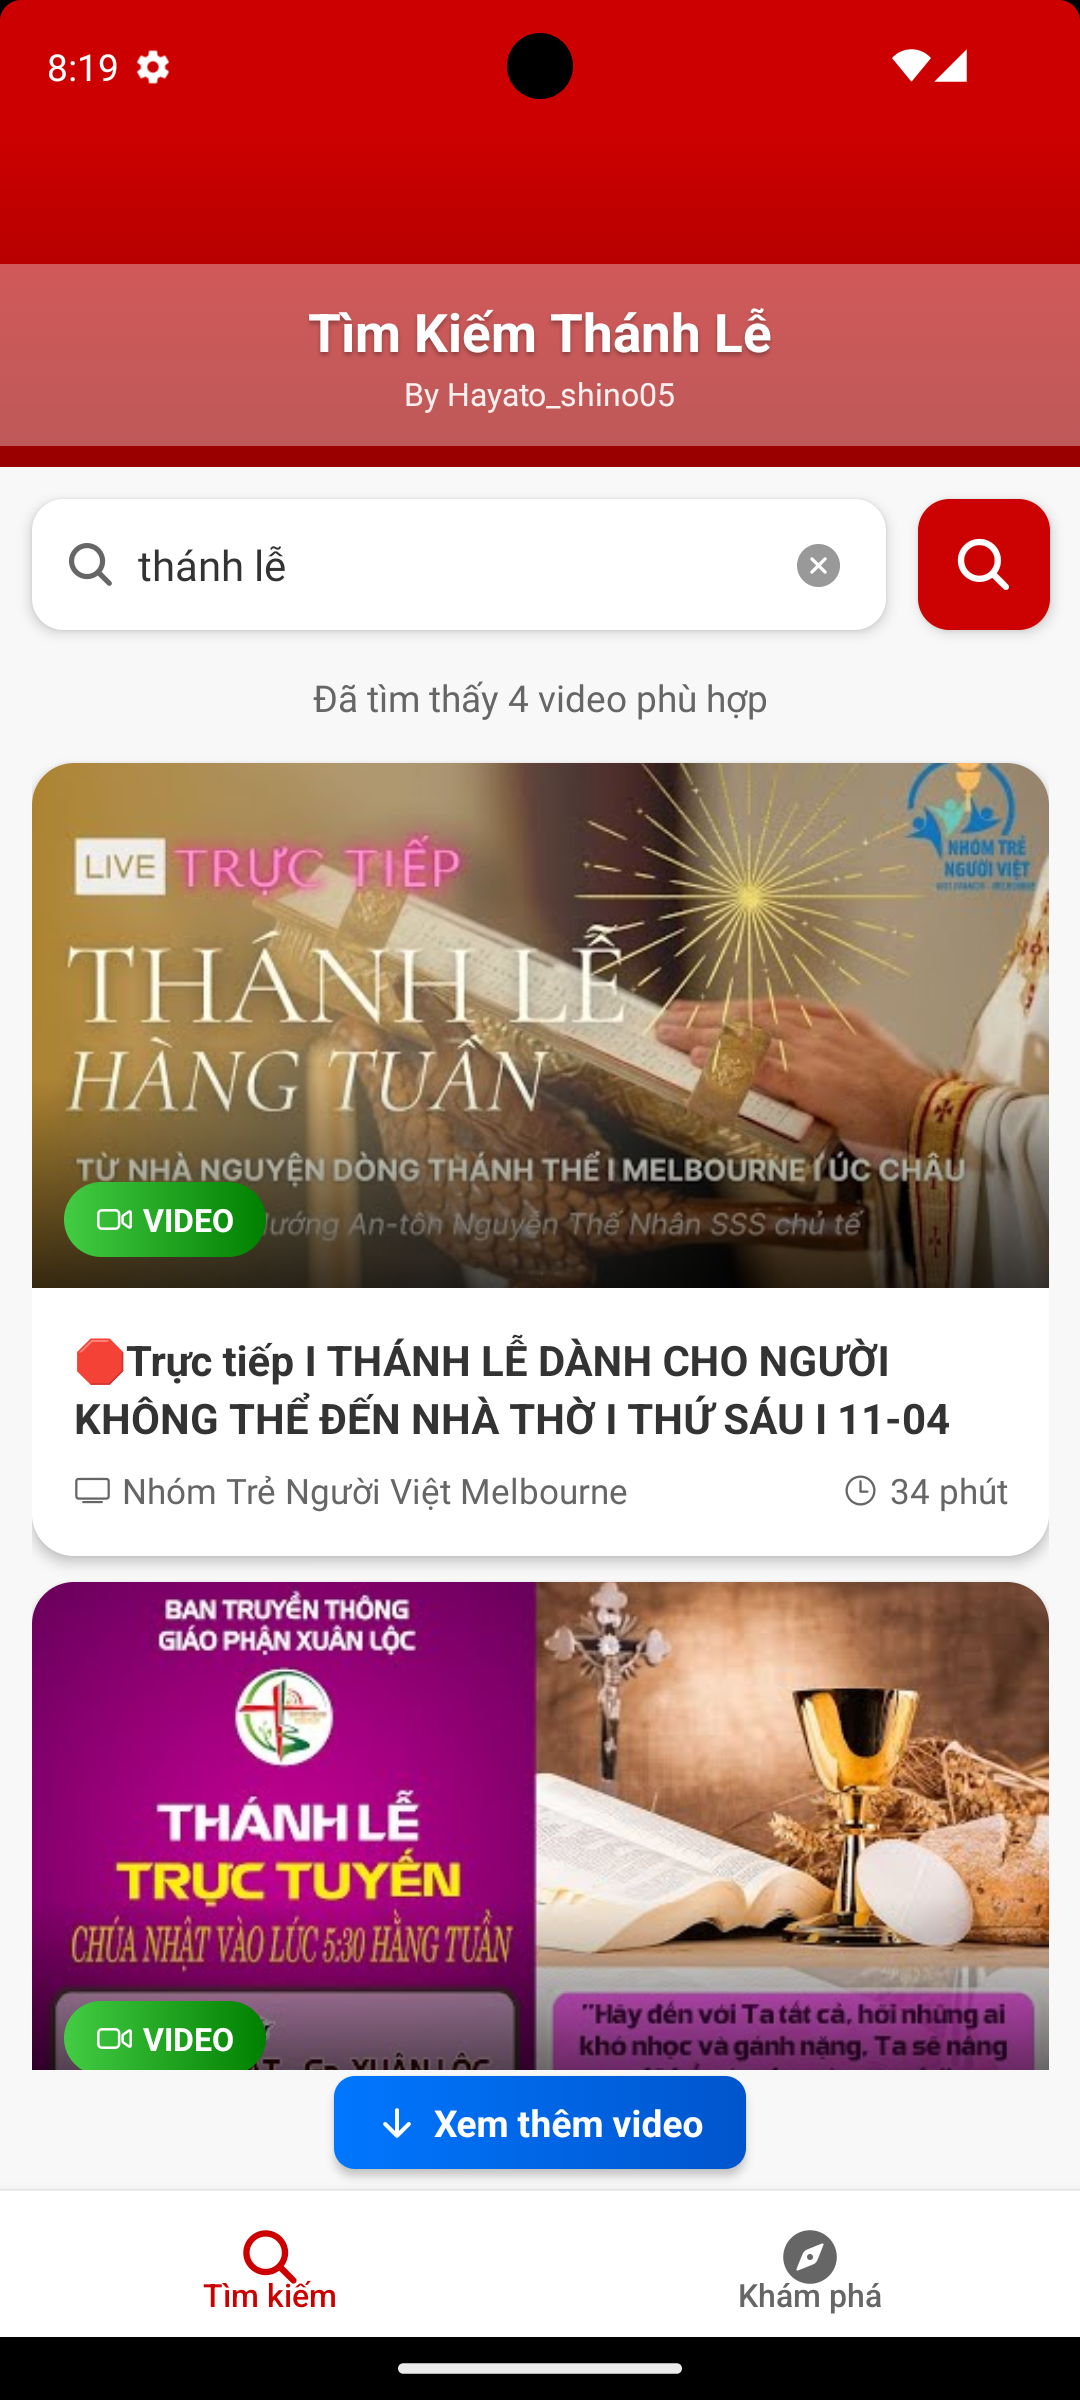 8:19
Tìm Kiếm Thánh Lễ
By Hayato_shino05
thánh lễ
Đã tìm thấy 4 video phù hợp
LIVE TRỰC TIẾP
NHÓM TRẺ
NGƯỜI VIỆT
THÁNH LỄ
HÀNG TUẦN
TỪ NHÀ NGUYỆN DÒNG THÁNH THỂ I MELBOURNE I ÚC CHÂU
An-tôn Nguyễn Thế Nhân SSS chủ tế
VIDEO
Trực tiếp I THÁNH LỄ DÀNH CHO NGƯỜI
KHÔNG THỂ ĐẾN NHÀ THỜ I THỨ SÁU I 11-04
Nhóm Trẻ Người Việt Melbourne
34 phút
BAN TRUYỀN THÔNG
GIÁO PHẬN XUÂN LỘC
THÁNH LỄ
TRỰC TUYẾN
CHÚA NHẬT VÀO LÚC 5:30 HẰNG TUẦN
"Hãy đến với Ta tất cả, hỡi những ai
khó nhọc và gánh nặng, Ta sẽ nâng
VIDEO
XUÂN LỘC
Xem thêm video
Tìm kiếm
Khám phá